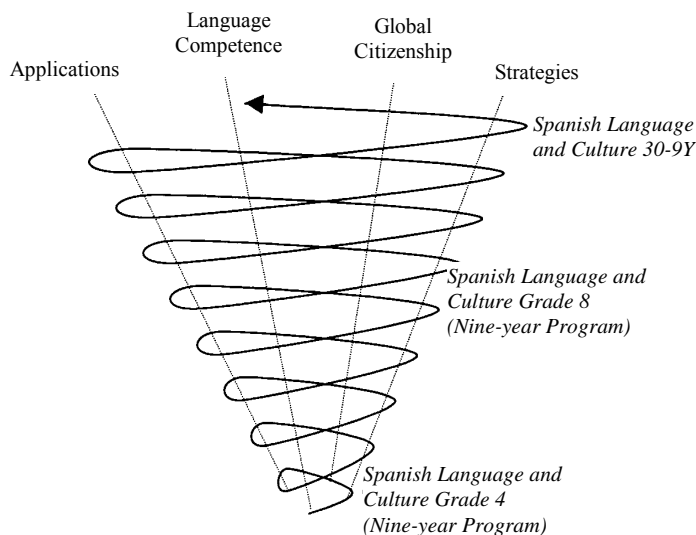 Language
Competence
Global
Citizenship
Applications
Strategies
Spanish Language
and Culture 30-9Y
Spanish Language and
Culture Grade 8
(Nine-year Program)
Spanish Language and
Culture Grade 4
(Nine-year Program)